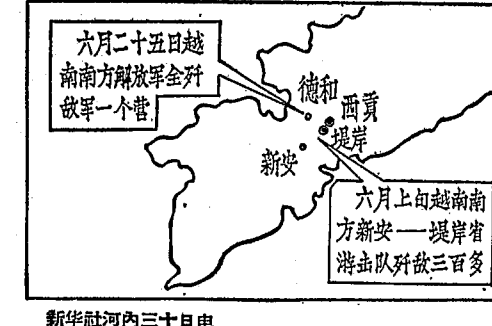 六月二十五日越
南南方解放军全歼
敌军一个营
德和
西貢
堤岸
新安
六月上旬越南南
方新安——堤岸省
游击队歼敌三百多
新华社河内三十日电